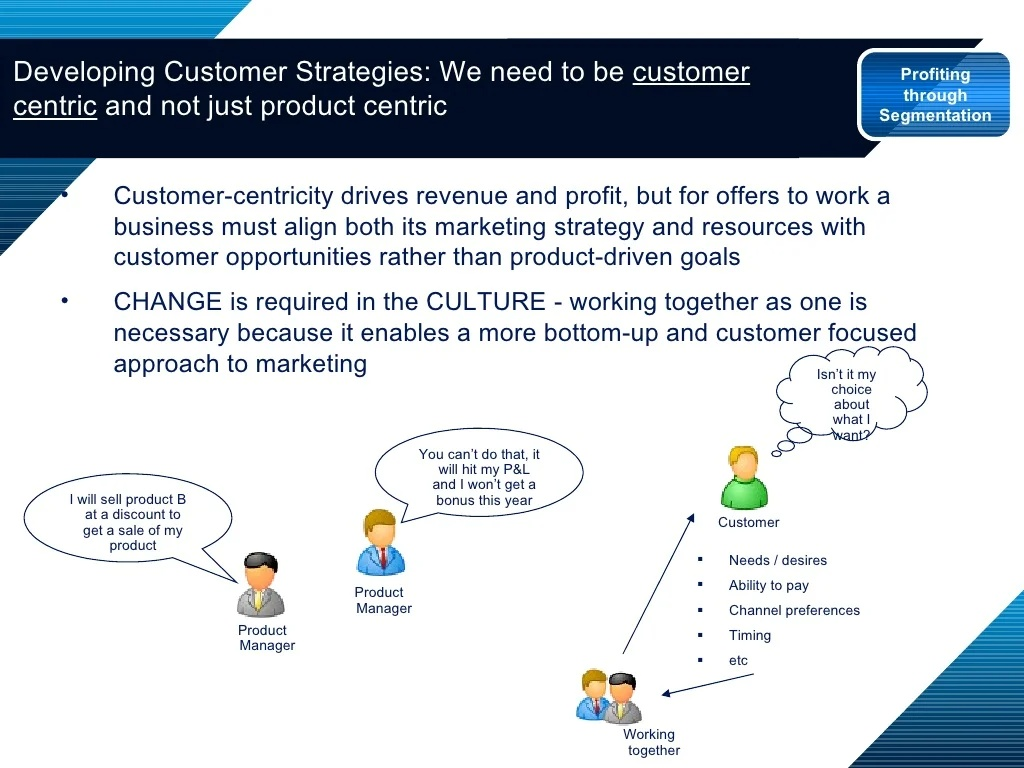 Developing Customer Strategies: We need to be customer
centric and not just product centric
Profiting
through
Segmentation
• Customer-centricity drives revenue and profit, but for offers to work a
business must align both its marketing strategy and resources with
customer opportunities rather than product-driven goals
• CHANGE is required in the CULTURE - working together as one is
necessary because it enables a more bottom-up and customer focused
approach to marketing
Isn't it my
choice
about
what I
want?
You can't do that, it
will hit my P&L
and I won't get a
bonus this year
I will sell product B
at a discount to
get a sale of my
product
Customer
Product
Manager
Product
Manager
▪ Needs / desires
▪ Ability to pay
▪ Channel preferences
▪ Timing
▪ etc
Working
together